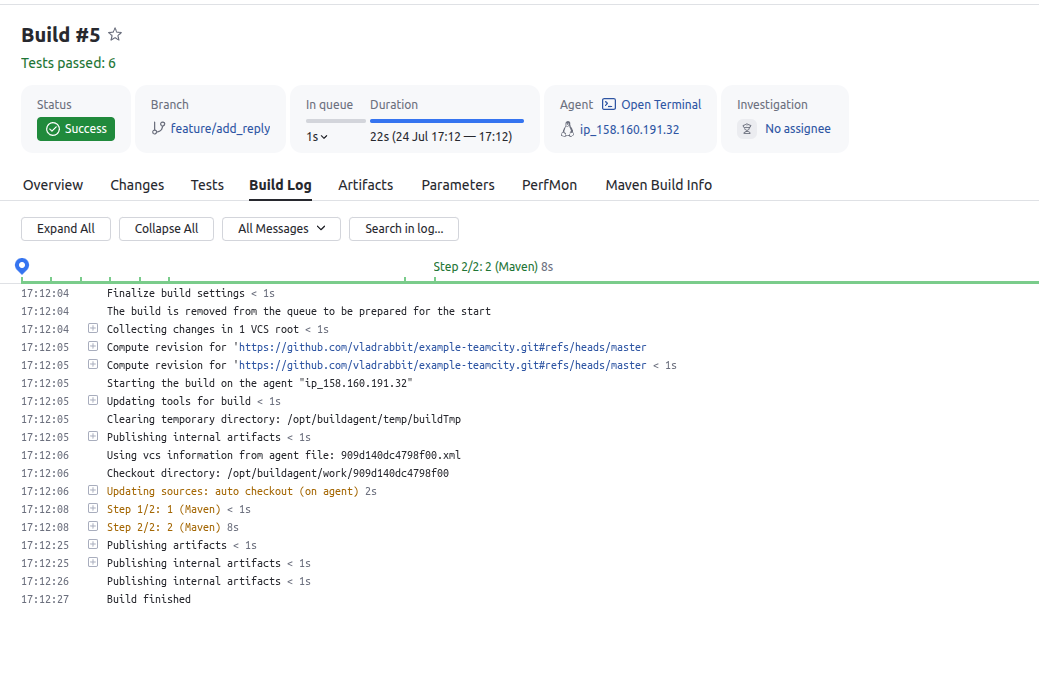 Build #5
Tests passed: 6
Status
Success
Branch
feature/add_reply
In queue
1s
Duration
22s (24 Jul 17:12 — 17:12)
Agent Open Terminal
ip_158.160.191.32
Investigation
No assignee
Overview Changes Tests Build Log Artifacts Parameters PerfMon Maven Build Info
Expand All Collapse All All Messages Search in log...
Step 2/2: 2 (Maven) 8s
17:12:04 Finalize build settings < 1s
17:12:04 The build is removed from the queue to be prepared for the start
17:12:04 Collecting changes in 1 VCS root < 1s
17:12:05 Compute revision for 'https://github.com/vladrabbit/example-teamcity.git#refs/heads/master
17:12:05 Compute revision for 'https://github.com/vladrabbit/example-teamcity.git#refs/heads/master < 1s
17:12:05 Starting the build on the agent "ip_158.160.191.32"
17:12:05 Updating tools for build < 1s
17:12:05 Clearing temporary directory: /opt/buildagent/temp/buildTmp
17:12:05 Publishing internal artifacts < 1s
17:12:06 Using vcs information from agent file: 909d140dc4798f00.xml
17:12:06 Checkout directory: /opt/buildagent/work/909d140dc4798f00
17:12:06 Updating sources: auto checkout (on agent) 2s
17:12:08 Step 1/2: 1 (Maven) < 1s
17:12:08 Step 2/2: 2 (Maven) 8s
17:12:25 Publishing artifacts < 1s
17:12:25 Publishing internal artifacts < 1s
17:12:26 Publishing internal artifacts < 1s
17:12:27 Build finished